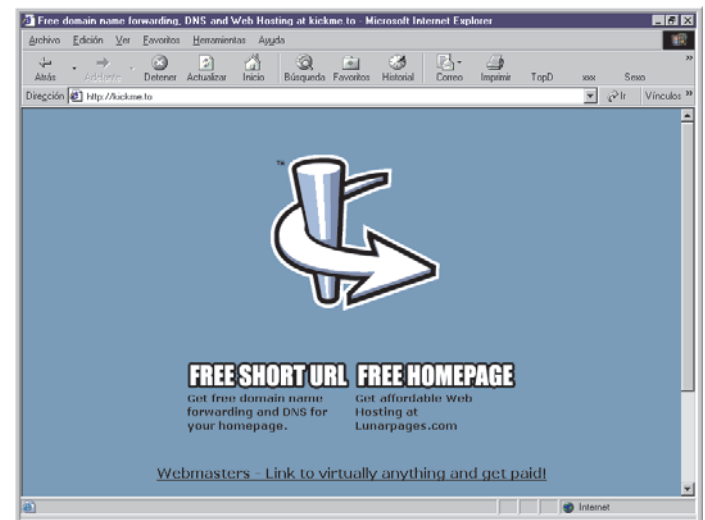 Free domain name forwarding, DNS and Web Hosting at kickme.to - Microsoft Internet Explorer
Archivo Edición Ver Favoritos Herramientas Ayuda
Atrás Adelante Detener Actualizar Inicio Búsqueda Favoritos Historial Correo Imprimir TopD xxx Sexo »
Dirección http://kickme.to Ir Vínculos »
TM
FREE SHORT URL FREE HOMEPAGE
Get free domain name Get affordable Web
forwarding and DNS for Hosting at
your homepage. Lunarpages.com
Webmasters - Link to virtually anything and get paid!
Internet